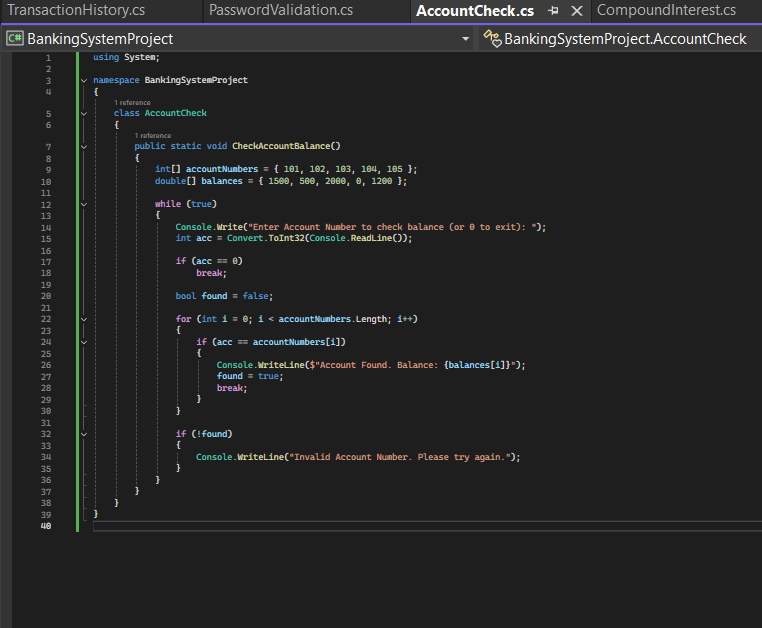 TransactionHistory.cs PasswordValidation.cs AccountCheck.cs CompoundInterest.cs
C# BankingSystemProject BankingSystemProject.AccountCheck
1 using System;
2
3 namespace BankingSystemProject
4 {
1 reference
5 class AccountCheck
6 {
1 reference
7 public static void CheckAccountBalance()
8 {
9 int[] accountNumbers = { 101, 102, 103, 104, 105 };
10 double[] balances = { 1500, 500, 2000, 0, 1200 };
11
12 while (true)
13 {
14 Console.Write("Enter Account Number to check balance (or 0 to exit): ");
15 int acc = Convert.ToInt32(Console.ReadLine());
16
17 if (acc == 0)
18 break;
19
20 bool found = false;
21
22 for (int i = 0; i < accountNumbers.Length; i++)
23 {
24 if (acc == accountNumbers[i])
25 {
26 Console.WriteLine($"Account Found. Balance: {balances[i]}");
27 found = true;
28 break;
29 }
30 }
31
32 if (!found)
33 {
34 Console.WriteLine("Invalid Account Number. Please try again.");
35 }
36 }
37 }
38 }
39 }
40